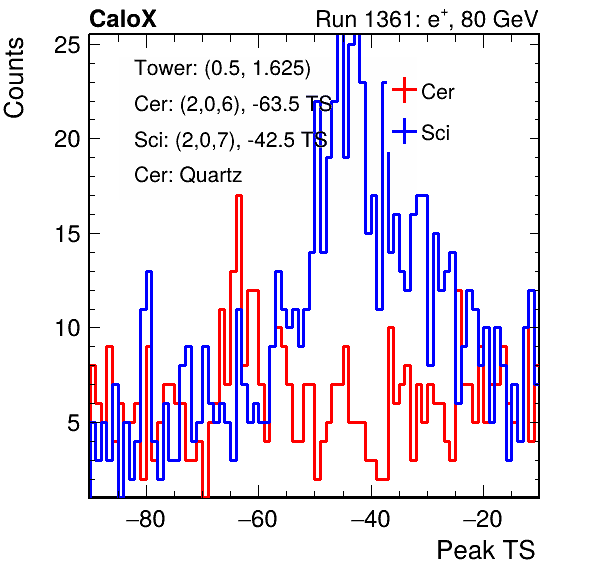 CaloX Run 1361: e+, 80 GeV
Counts
Tower: (0.5, 1.625)
Cer: (2,0,6), -63.5 TS
Sci: (2,0,7), -42.5 TS
Cer: Quartz
Cer
Sci
25
20
15
10
5
−80 −60 −40 −20
Peak TS